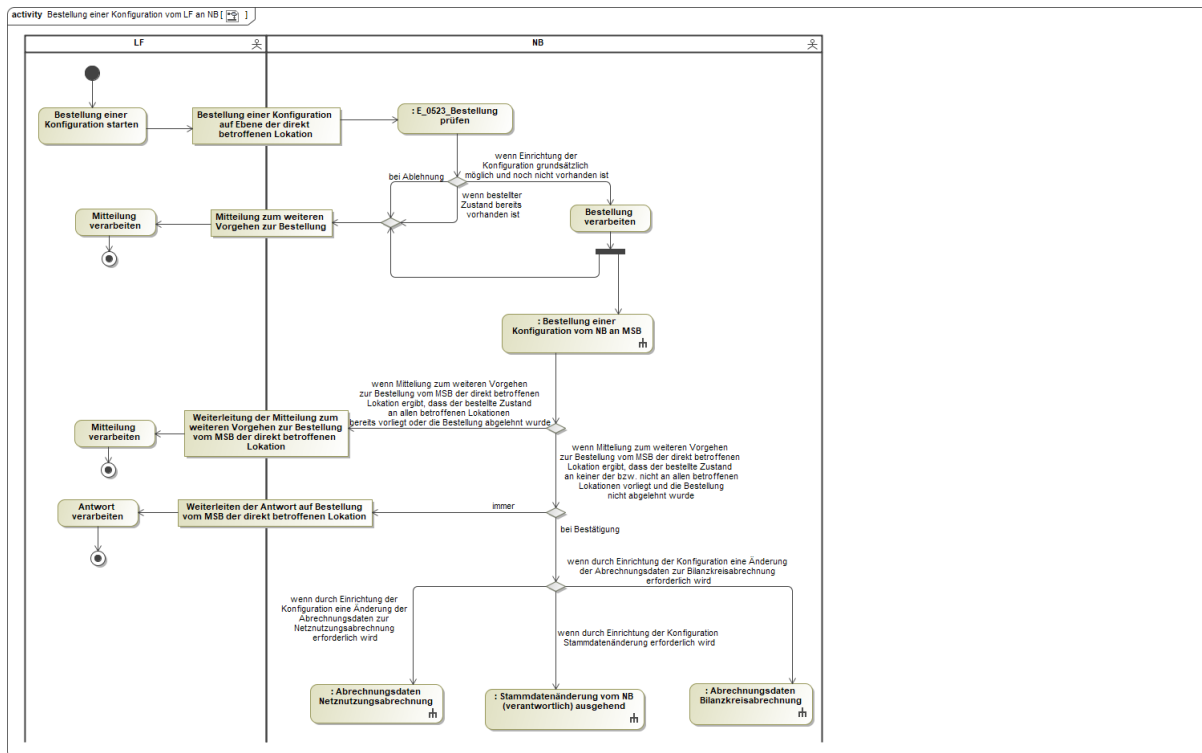 activity Bestellung einer Konfiguration vom LF an NB [ ]
LF
NB
Bestellung einer
Konfiguration starten
Bestellung einer Konfiguration
auf Ebene der direkt
betroffenen Lokation
: E_0523_Bestellung
prüfen
wenn Einrichtung der
Konfiguration grundsätzlich
möglich und noch nicht vorhanden ist
bei Ablehnung
wenn bestellter
Zustand bereits
vorhanden ist
Mitteilung
verarbeiten
Mitteilung zum weiteren
Vorgehen zur Bestellung
Bestellung
verarbeiten
: Bestellung einer
Konfiguration vom NB an MSB
wenn Mitteliung zum weiteren Vorgehen
zur Bestellung vom MSB der direkt betroffenen
Lokation ergibt, dass der bestellte Zustand
an allen betroffenen Lokationen
bereits vorliegt oder die Bestellung abgelehnt wurde
Mitteilung
verarbeiten
Weiterleitung der Mitteilung zum
weiteren Vorgehen zur Bestellung
vom MSB der direkt betroffenen
Lokation
wenn Mitteliung zum weiteren Vorgehen
zur Bestellung vom MSB der direkt betroffenen
Lokation ergibt, dass der bestellte Zustand
an keiner der bzw. nicht an allen betroffenen
Lokationen vorliegt und die Bestellung
nicht abgelehnt wurde
Antwort
verarbeiten
Weiterleiten der Antwort auf Bestellung
vom MSB der direkt betroffenen Lokation
immer
bei Bestätigung
wenn durch Einrichtung der Konfiguration eine Änderung
der Abrechnungsdaten zur Bilanzkreisabrechnung
erforderlich wird
wenn durch Einrichtung der
Konfiguration eine Änderung der
Abrechnungsdaten zur
Netznutzungsabrechnung
erforderlich wird
wenn durch Einrichtung der Konfiguration
Stammdatenänderung erforderlich wird
: Abrechnungsdaten
Netznutzungsabrechnung
: Stammdatenänderung vom NB
(verantwortlich) ausgehend
: Abrechnungsdaten
Bilanzkreisabrechnung